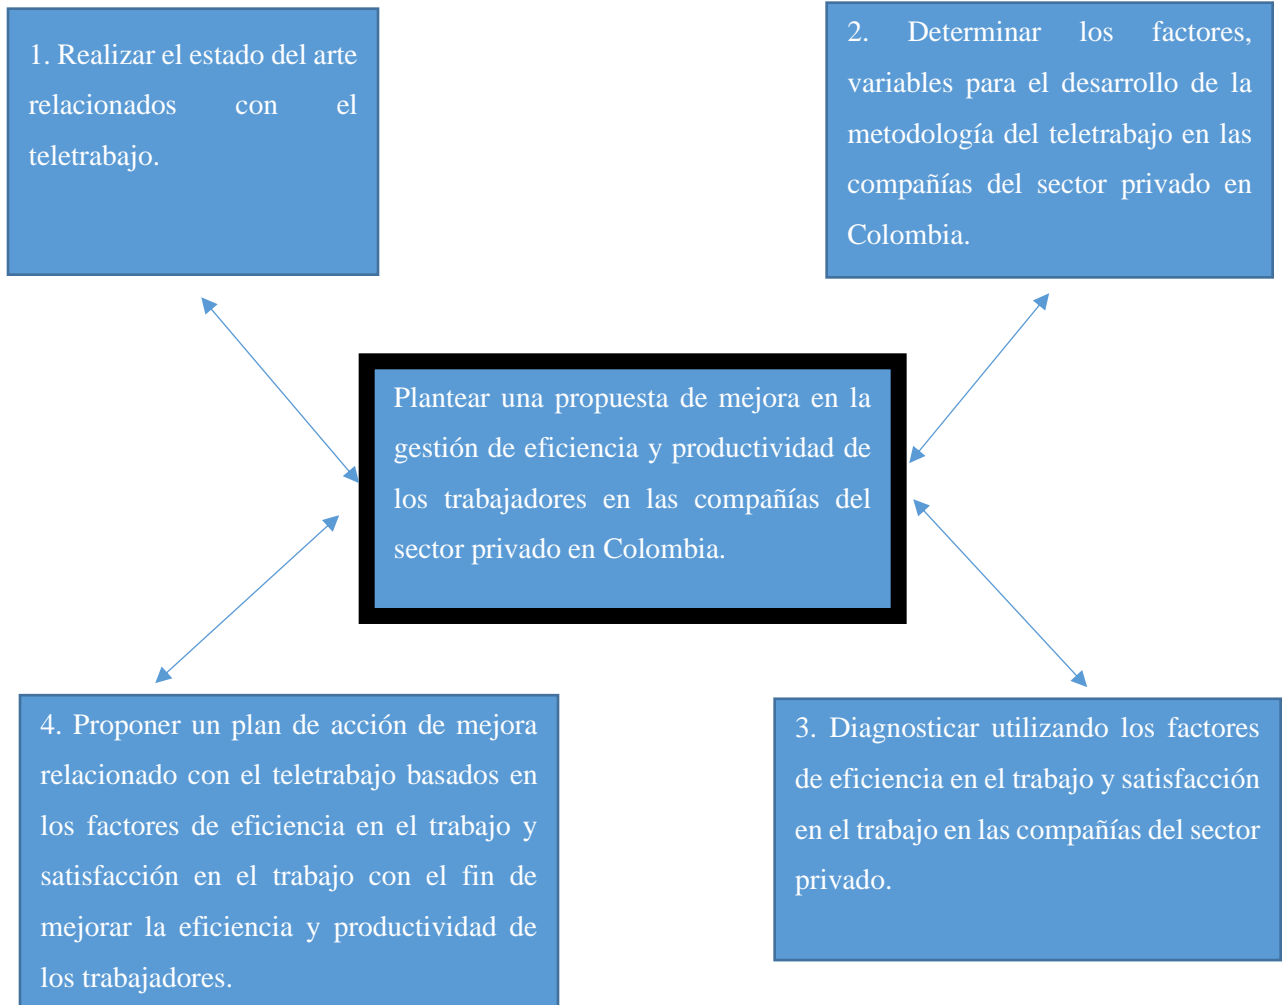 1. Realizar el estado del arte
relacionados con el
teletrabajo.
2. Determinar los factores,
variables para el desarrollo de la
metodología del teletrabajo en las
compañías del sector privado en
Colombia.
Plantear una propuesta de mejora en la
gestión de eficiencia y productividad de
los trabajadores en las compañías del
sector privado en Colombia.
3. Diagnosticar utilizando los factores
de eficiencia en el trabajo y satisfacción
en el trabajo en las compañías del sector
privado.
4. Proponer un plan de acción de mejora
relacionado con el teletrabajo basados en
los factores de eficiencia en el trabajo y
satisfacción en el trabajo con el fin de
mejorar la eficiencia y productividad de
los trabajadores.